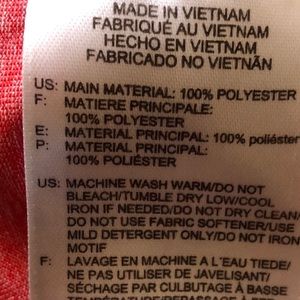 MADE IN VIETNAM
FABRIQUÉ AU VIETNAM
HECHO EN VIETNAM
FABRICADO NO VIETNÃN
US: MAIN MATERIAL: 100% POLYESTER
F: MATIERE PRINCIPALE:
100% POLYESTER
E: MATERIAL PRINCIPAL: 100% poliéster
P: MATERIAL PRINCIPAL:
100% POLIÉSTER
US: MACHINE WASH WARM/DO NOT
BLEACH/TUMBLE DRY LOW/COOL
IRON IF NEEDED/DO NOT DRY CLEAN/
DO NOT USE FABRIC SOFTENER/USE
MILD DETERGENT ONLY/DO NOT IRON
MOTIF
F: LAVAGE EN MACHINE A L'EAU TIEDE/
NE PAS UTILISER DE JAVELISANT/
SÉCHAGE PAR CULBUTAGE À BASSE